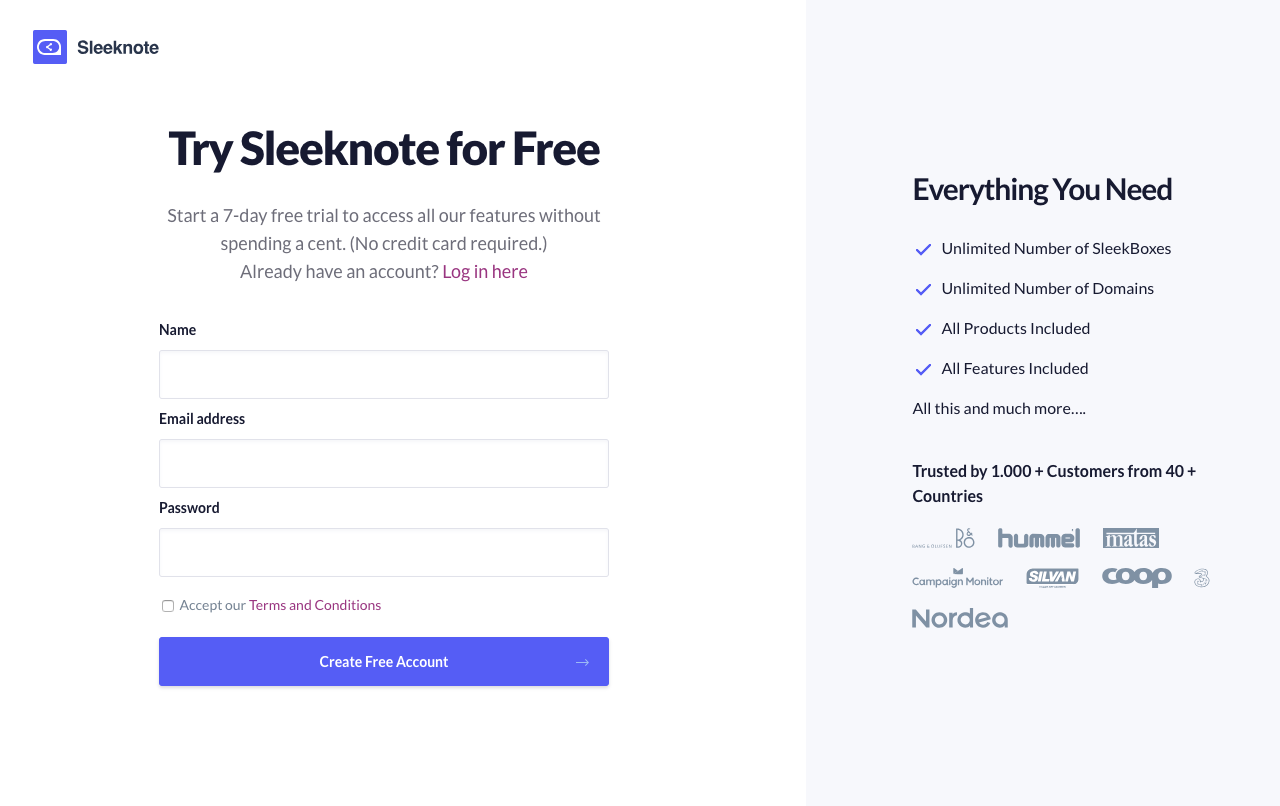 Sleeknote
Try Sleeknote for Free
Start a 7-day free trial to access all our features without
spending a cent. (No credit card required.)
Already have an account? Log in here
Name
Email address
Password
Accept our Terms and Conditions
Create Free Account
Everything You Need
Unlimited Number of SleekBoxes
Unlimited Number of Domains
All Products Included
All Features Included
All this and much more....
Trusted by 1.000 + Customers from 40 +
Countries
BANG & OLUFSEN B&O hummel matas
Campaign Monitor SILVAN coop 3
Nordea